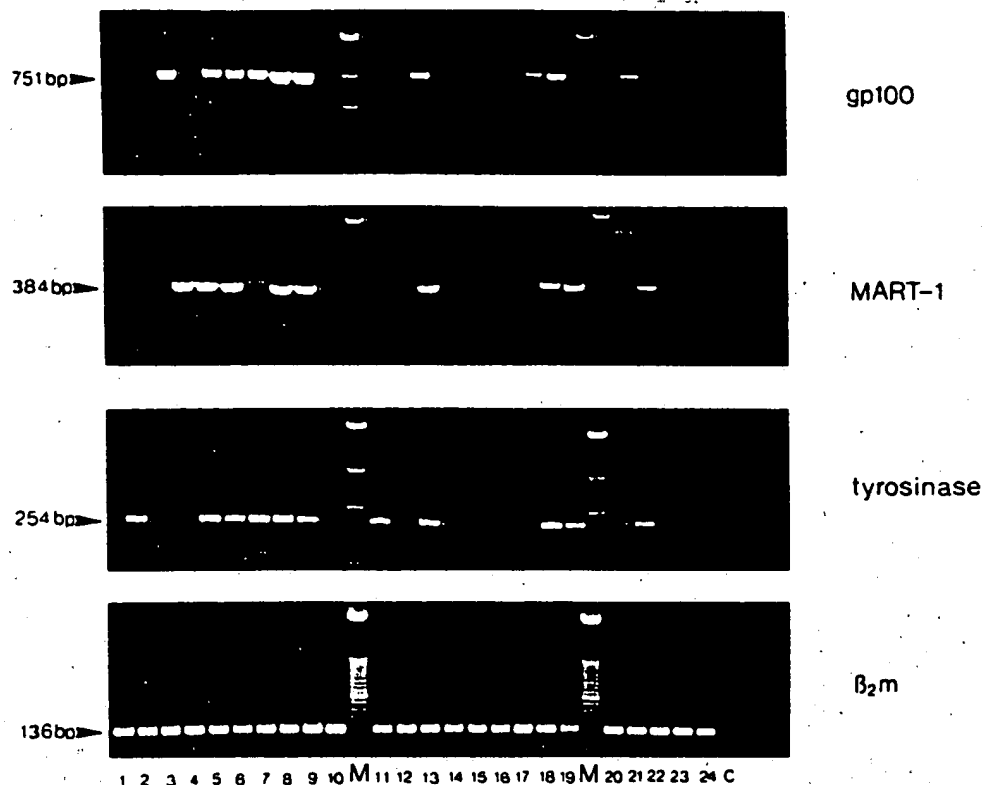 751bp
gp100
384bp
MART-1
254bp
tyrosinase
136bp
β₂m
1 2 3 4 5 6 7 8 9 10 M 11 12 13 14 15 16 17 18 19 M 20 21 22 23 24 C